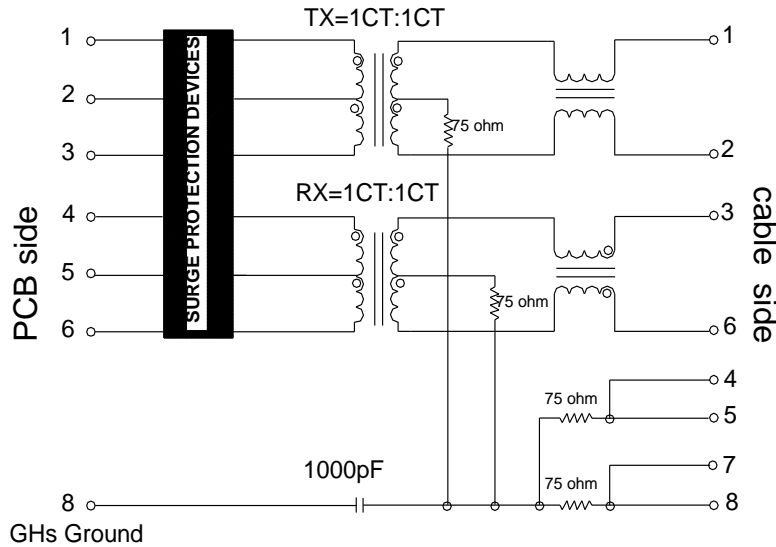 TX=1CT:1CT
1
2
3
4
5
6
8
PCB side
SURGE PROTECTION DEVICES
75 ohm
RX=1CT:1CT
75 ohm
1
2
3
6
4
5
7
8
cable side
75 ohm
75 ohm
1000pF
GHs Ground